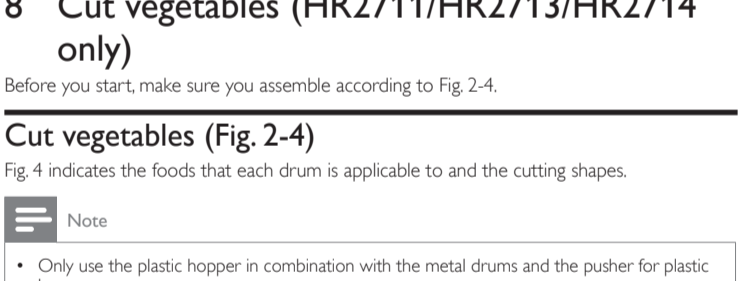 8 Cut vegetables (HR2711/HR2713/HR2714
only)
Before you start, make sure you assemble according to Fig. 2-4.
Cut vegetables (Fig. 2-4)
Fig. 4 indicates the foods that each drum is applicable to and the cutting shapes.
Note
• Only use the plastic hopper in combination with the metal drums and the pusher for plastic